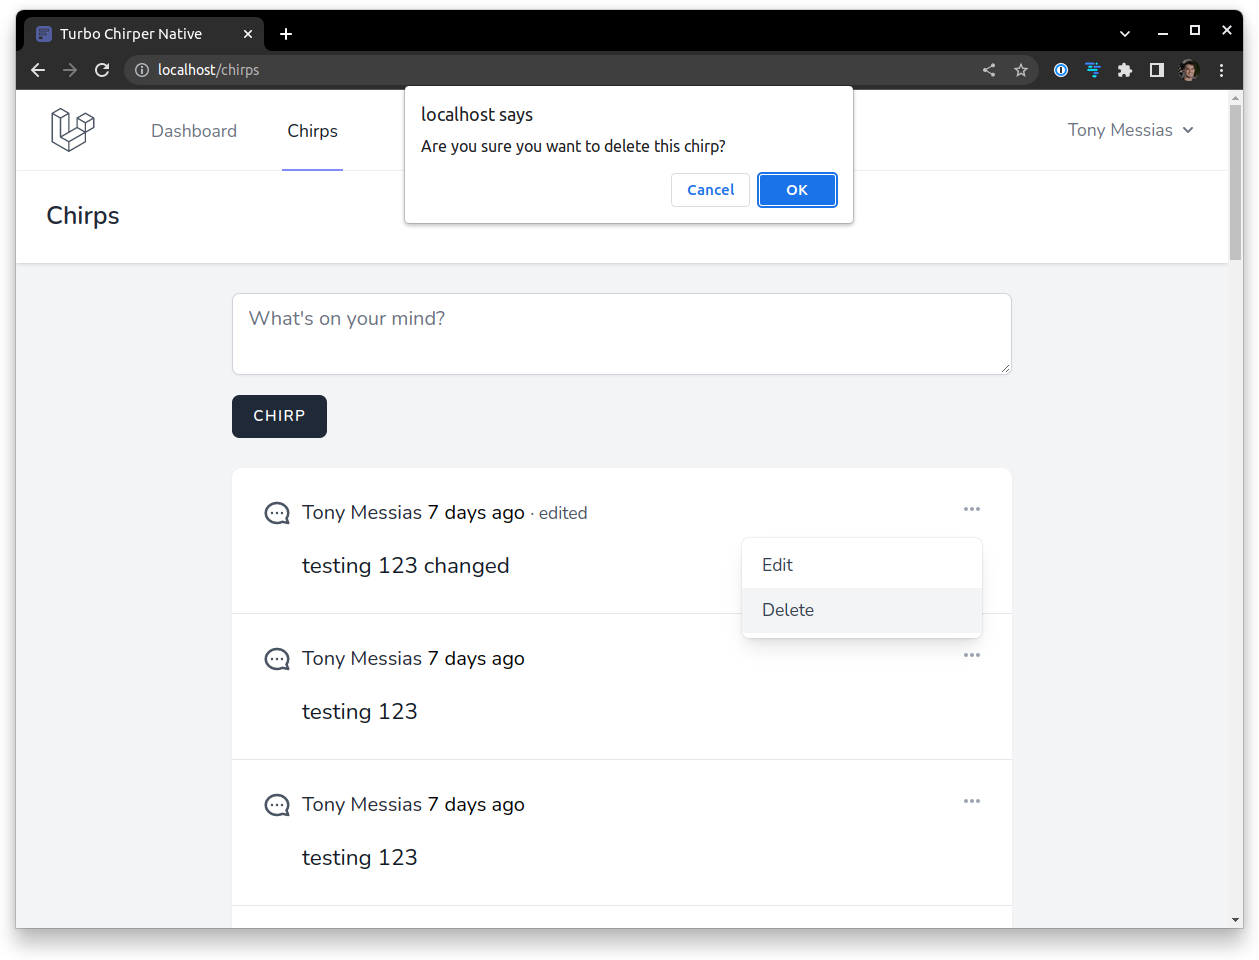 Turbo Chirper Native
localhost/chirps
localhost says
Are you sure you want to delete this chirp?
Cancel
OK
Dashboard
Chirps
Tony Messias
Chirps
What's on your mind?
CHIRP
Tony Messias 7 days ago · edited
testing 123 changed
Edit
Delete
Tony Messias 7 days ago
testing 123
Tony Messias 7 days ago
testing 123